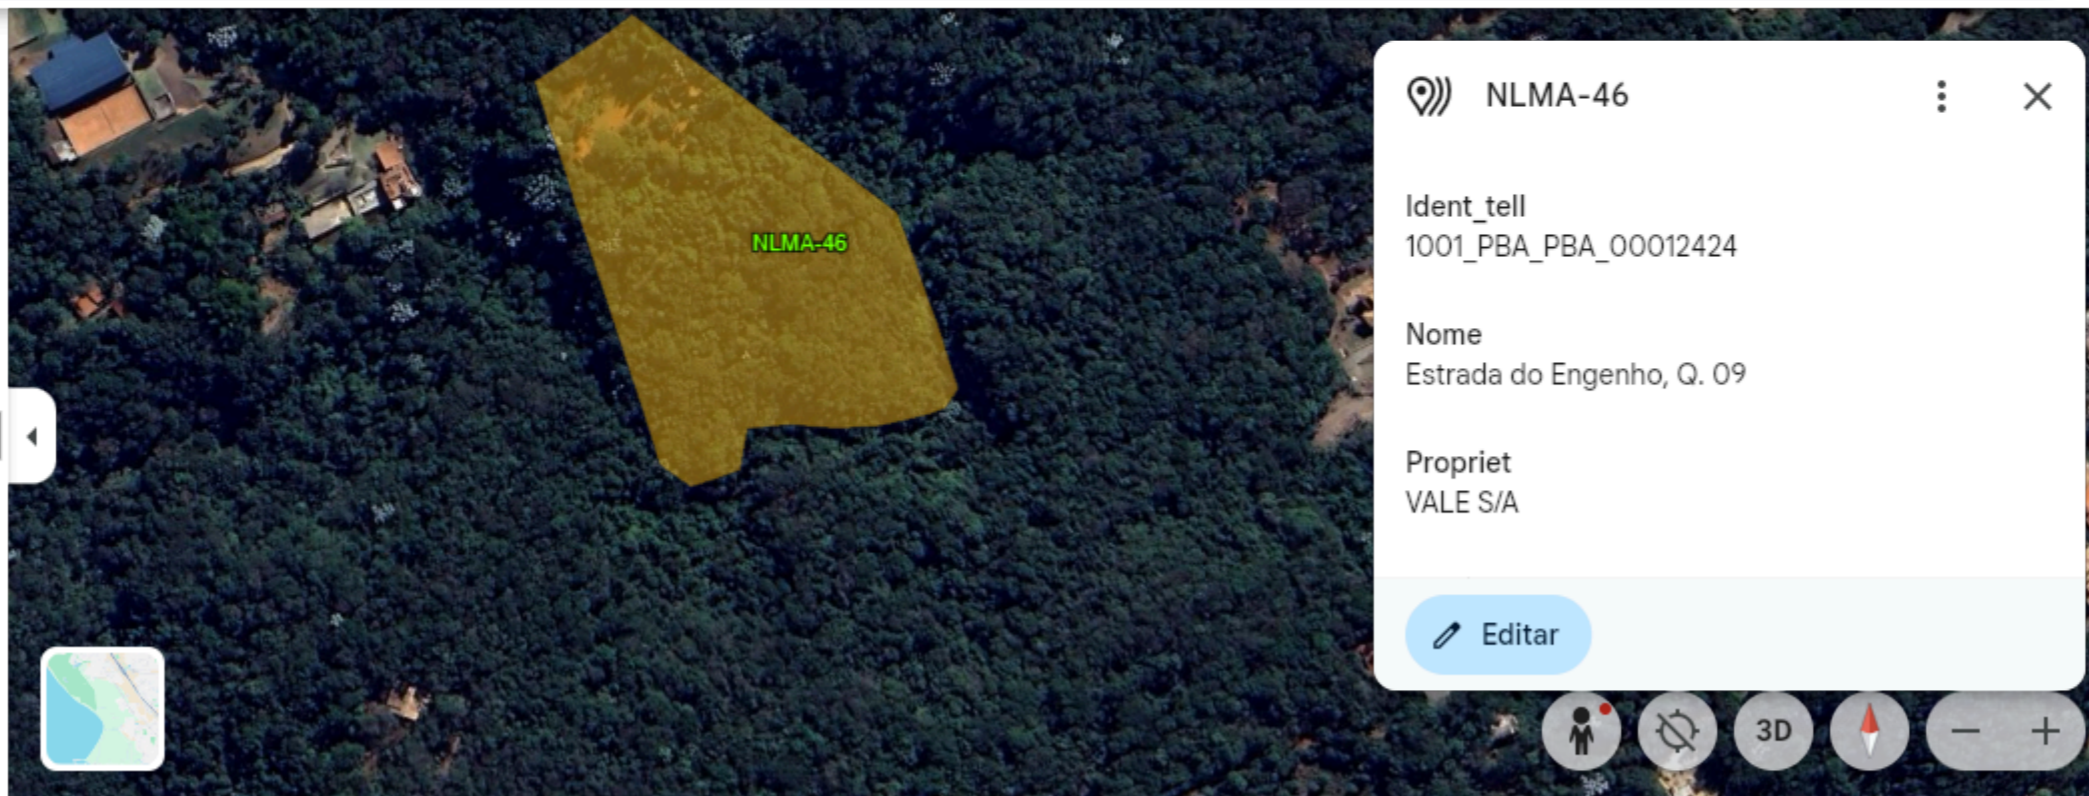 NLMA-46
NLMA-46
Ident_tell
1001_PBA_PBA_00012424
Nome
Estrada do Engenho, Q. 09
Propriet
VALE S/A
Editar
3D